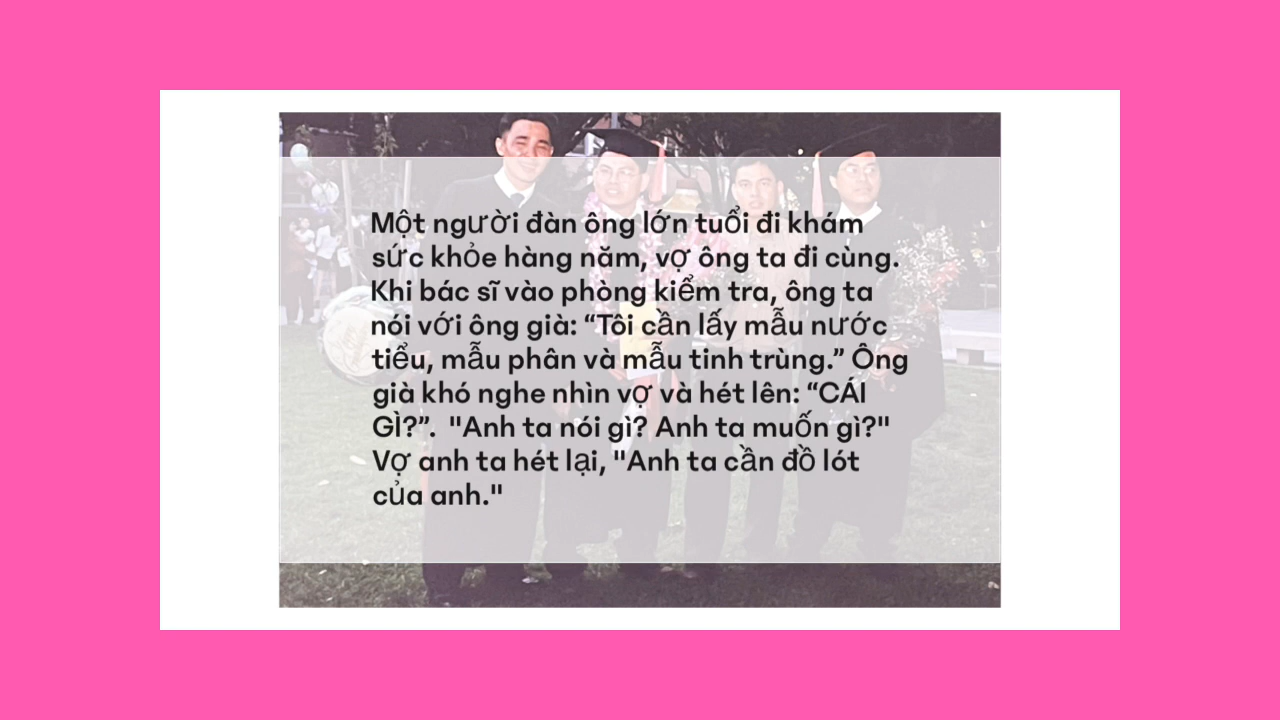 Một người đàn ông lớn tuổi đi khám
sức khỏe hàng năm, vợ ông ta đi cùng.
Khi bác sĩ vào phòng kiểm tra, ông ta
nói với ông già: “Tôi cần lấy mẫu nước
tiểu, mẫu phân và mẫu tinh trùng.” Ông
già khó nghe nhìn vợ và hét lên: “CÁI
GÌ?”.  "Anh ta nói gì? Anh ta muốn gì?"
Vợ anh ta hét lại, "Anh ta cần đồ lót
của anh."